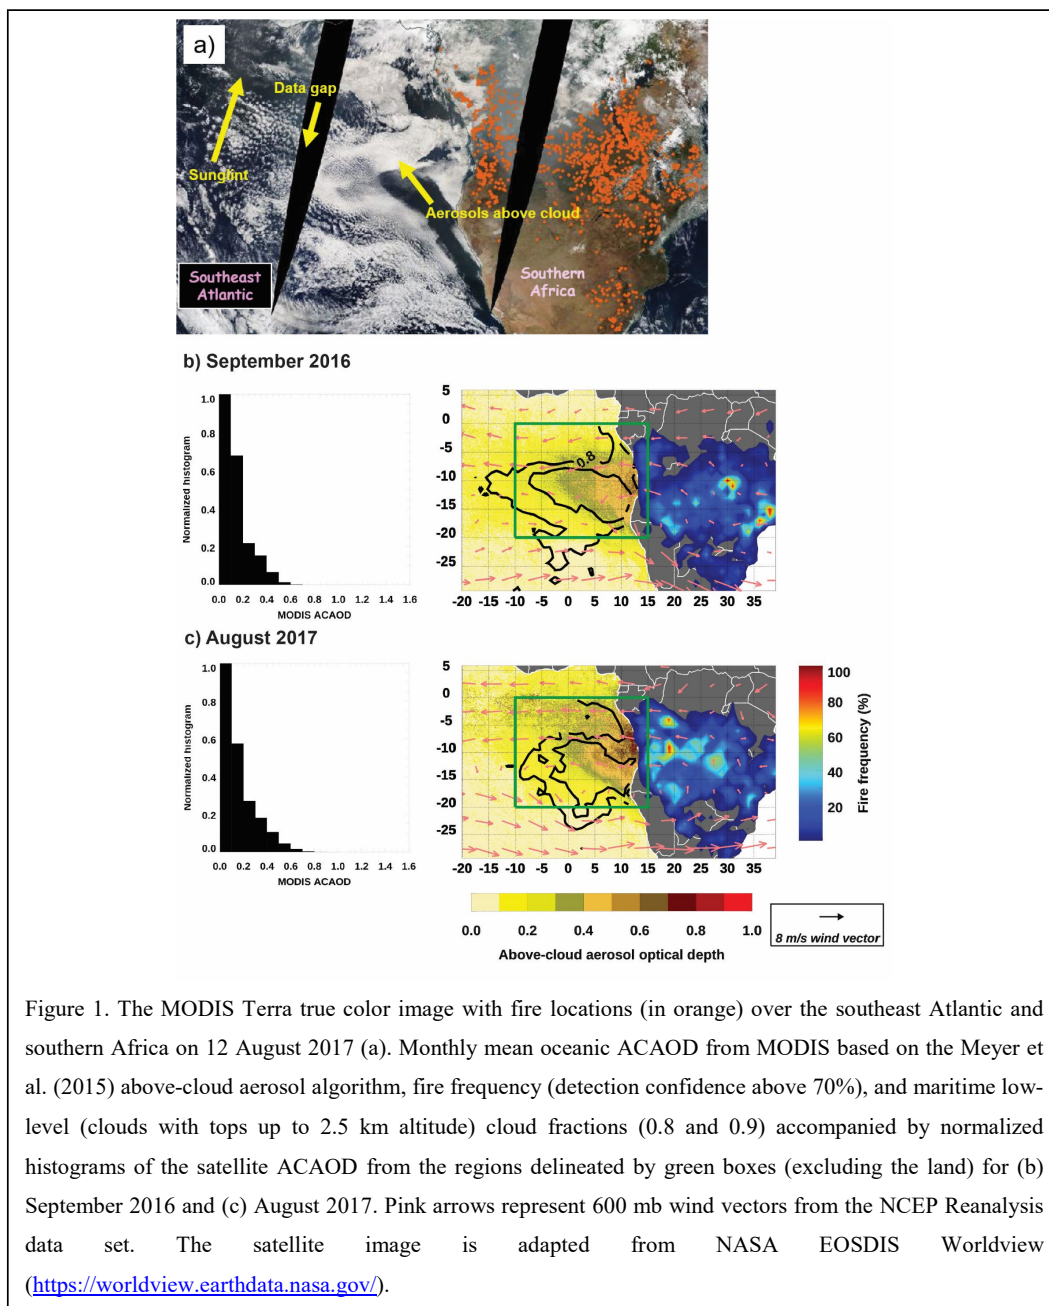 a)
Data gap
Sunglint
Aerosols above cloud
Southeast
Atlantic
Southern
Africa
b) September 2016
1.0
0.8
0.6
0.4
0.2
0.0
Normalized histogram
0.0 0.2 0.4 0.6 0.8 1.0 1.2 1.4 1.6
MODIS ACAOD
5
0
-5
-10
-15
-20
-25
0.8
-20 -15 -10 -5 0 5 10 15 20 25 30 35
c) August 2017
1.0
0.8
0.6
0.4
0.2
0.0
Normalized histogram
0.0 0.2 0.4 0.6 0.8 1.0 1.2 1.4 1.6
MODIS ACAOD
5
0
-5
-10
-15
-20
-25
-20 -15 -10 -5 0 5 10 15 20 25 30 35
100
80
60
40
20
Fire frequency (%)
0.0 0.2 0.4 0.6 0.8 1.0
Above-cloud aerosol optical depth
8 m/s wind vector
Figure 1. The MODIS Terra true color image with fire locations (in orange) over the southeast Atlantic and
southern Africa on 12 August 2017 (a). Monthly mean oceanic ACAOD from MODIS based on the Meyer et
al. (2015) above-cloud aerosol algorithm, fire frequency (detection confidence above 70%), and maritime low-
level (clouds with tops up to 2.5 km altitude) cloud fractions (0.8 and 0.9) accompanied by normalized
histograms of the satellite ACAOD from the regions delineated by green boxes (excluding the land) for (b)
September 2016 and (c) August 2017. Pink arrows represent 600 mb wind vectors from the NCEP Reanalysis
data set. The satellite image is adapted from NASA EOSDIS Worldview
(https://worldview.earthdata.nasa.gov/).